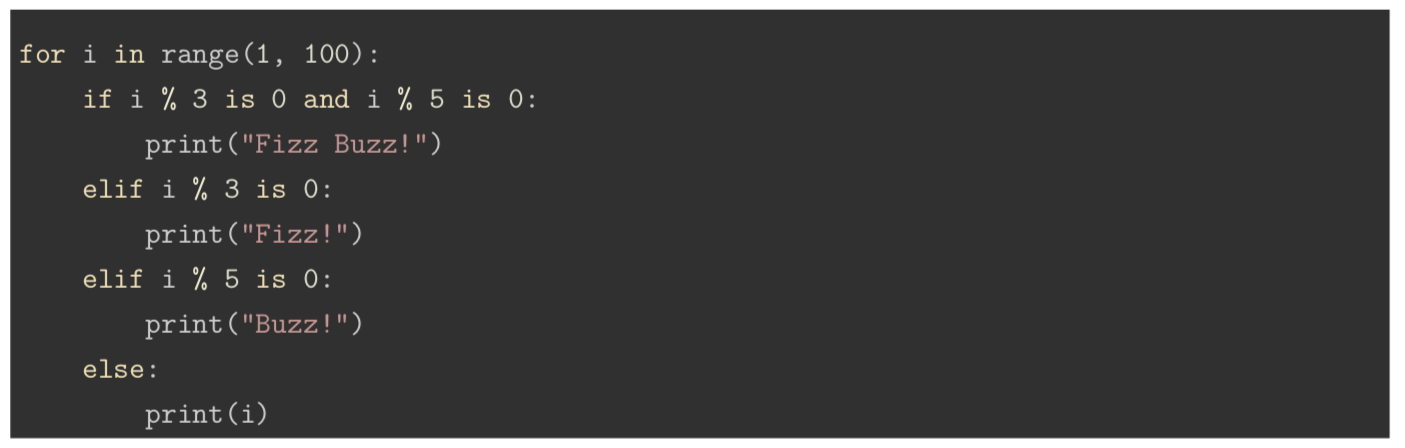 for i in range(1, 100):
    if i % 3 is 0 and i % 5 is 0:
        print("Fizz Buzz!")
    elif i % 3 is 0:
        print("Fizz!")
    elif i % 5 is 0:
        print("Buzz!")
    else:
        print(i)